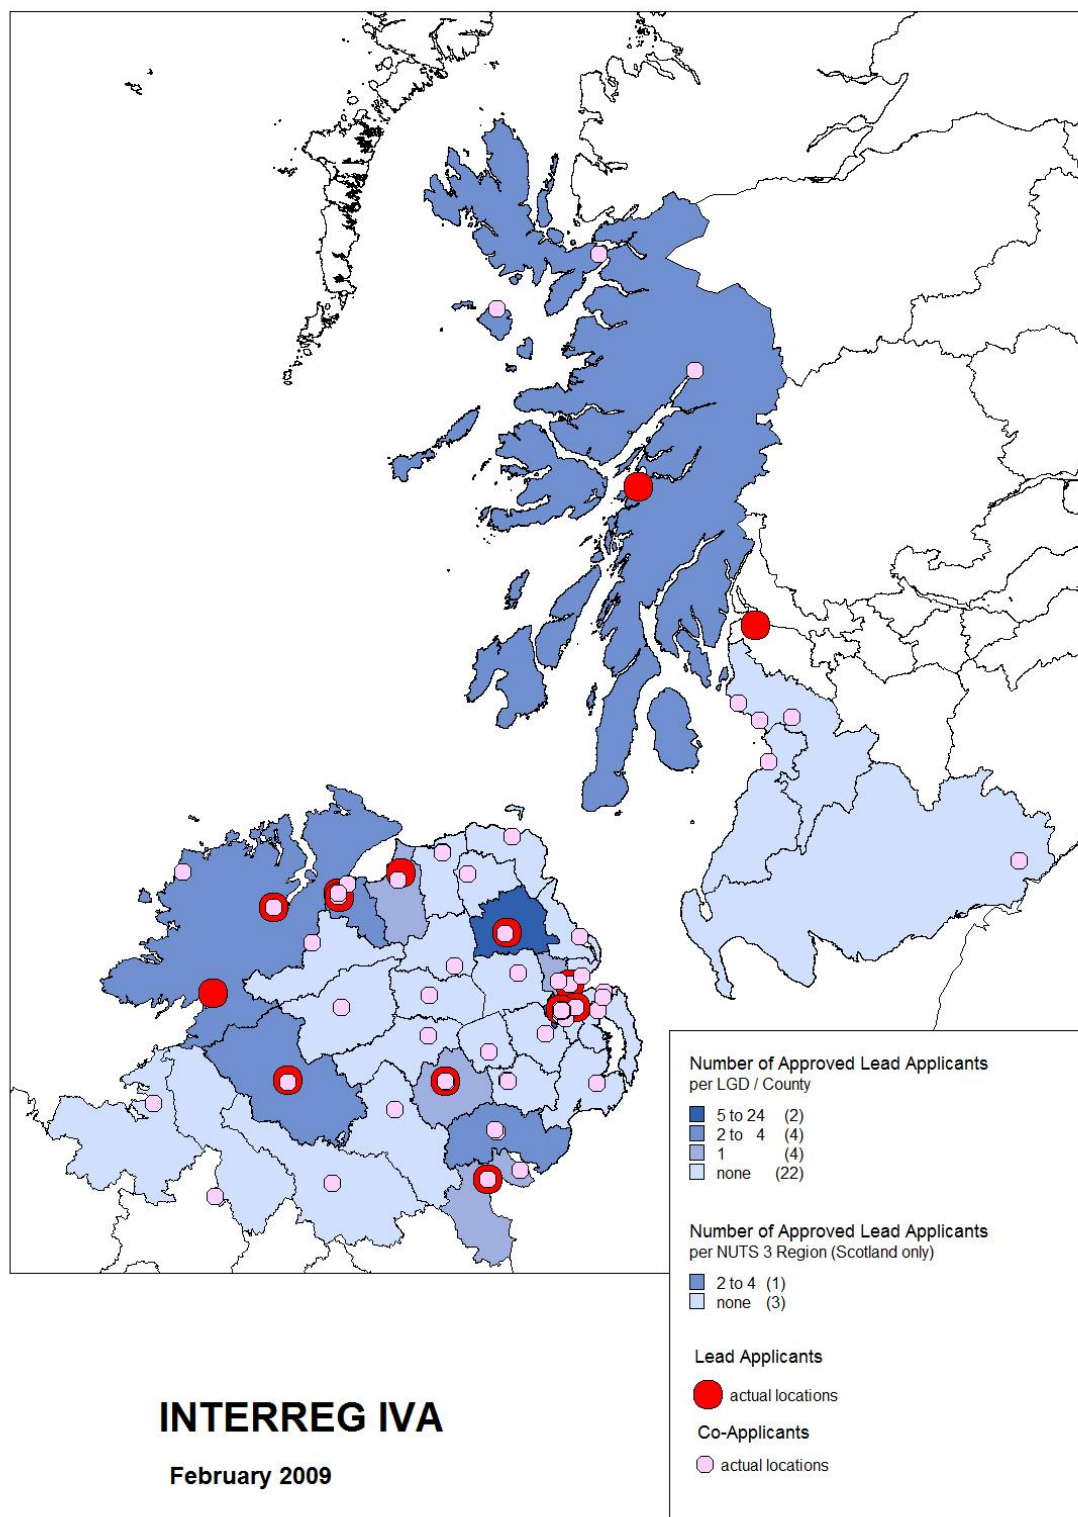 Number of Approved Lead Applicants
per LGD / County
5 to 24 (2)
2 to 4 (4)
1 (4)
none (22)
Number of Approved Lead Applicants
per NUTS 3 Region (Scotland only)
2 to 4 (1)
none (3)
Lead Applicants
actual locations
Co-Applicants
actual locations
INTERREG IVA
February 2009